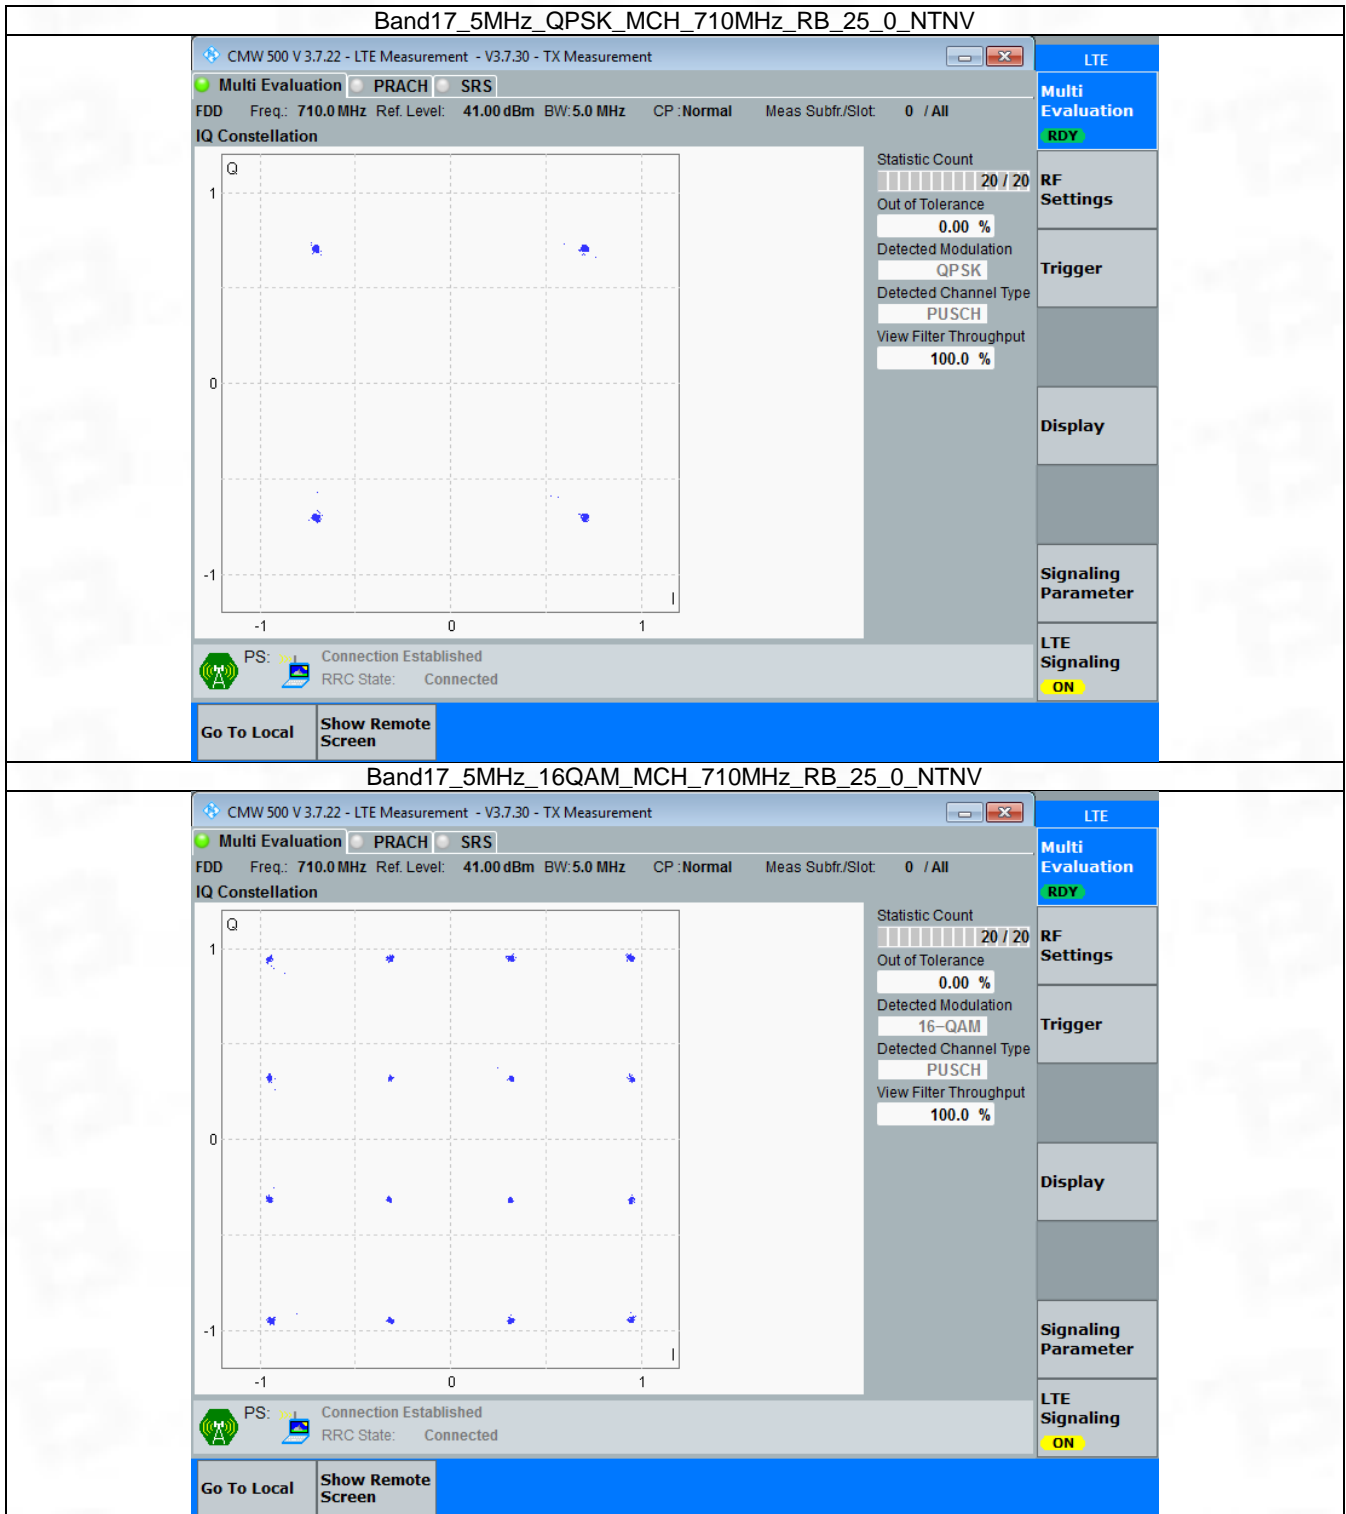 Band17_5MHz_QPSK_MCH_710MHz_RB_25_0_NTNV
CMW 500 V 3.7.22 - LTE Measurement - V3.7.30 - TX Measurement
LTE
Multi Evaluation PRACH SRS
Multi Evaluation
RDY
FDD Freq.: 710.0 MHz Ref. Level: 41.00 dBm BW: 5.0 MHz CP : Normal Meas Subfr./Slot: 0 / All
IQ Constellation
Q
1
0
-1
I
-1 0 1
Statistic Count
20 / 20
Out of Tolerance
0.00 %
Detected Modulation
QPSK
Detected Channel Type
PUSCH
View Filter Throughput
100.0 %
RF Settings
Trigger
Display
Signaling Parameter
LTE Signaling
ON
PS: Connection Established
RRC State: Connected
Go To Local
Show Remote Screen
Band17_5MHz_16QAM_MCH_710MHz_RB_25_0_NTNV
CMW 500 V 3.7.22 - LTE Measurement - V3.7.30 - TX Measurement
LTE
Multi Evaluation PRACH SRS
Multi Evaluation
RDY
FDD Freq.: 710.0 MHz Ref. Level: 41.00 dBm BW: 5.0 MHz CP : Normal Meas Subfr./Slot: 0 / All
IQ Constellation
Q
1
0
-1
I
-1 0 1
Statistic Count
20 / 20
Out of Tolerance
0.00 %
Detected Modulation
16-QAM
Detected Channel Type
PUSCH
View Filter Throughput
100.0 %
RF Settings
Trigger
Display
Signaling Parameter
LTE Signaling
ON
PS: Connection Established
RRC State: Connected
Go To Local
Show Remote Screen